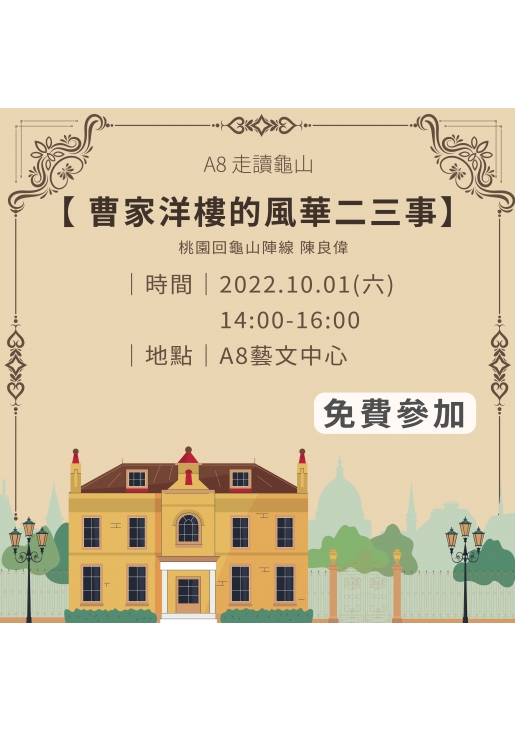 A8 走讀龜山
【 曹家洋樓的風華二三事】
桃園回龜山陣線 陳良偉
｜時間｜2022.10.01(六)
14:00-16:00
｜地點｜A8藝文中心
免費參加